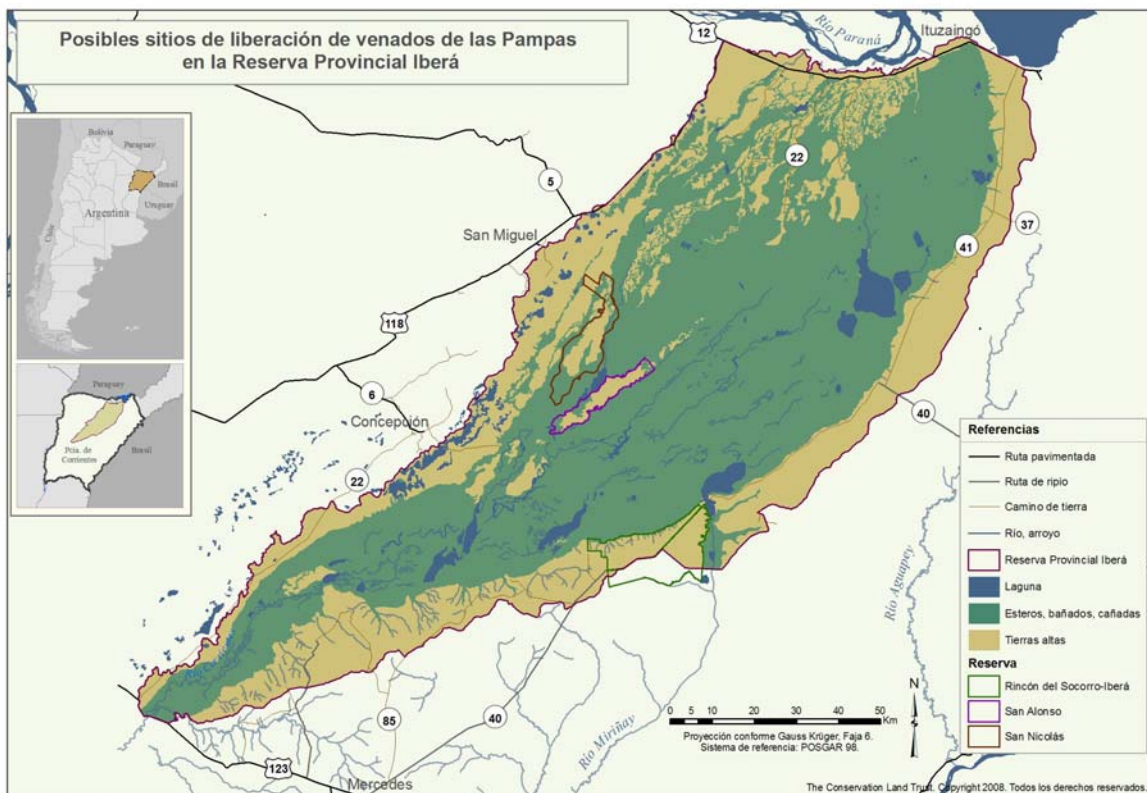 Posibles sitios de liberación de venados de las Pampas
en la Reserva Provincial Iberá
Bolivia
Paraguay
Brasil
Uruguay
Argentina
Chile
Paraguay
Pcia. de
Corrientes
Brasil
12
Río Paraná
Ituzaingó
22
5
37
San Miguel
41
118
6
40
Concepción
22
Río Aguapey
85
40
Río Miriñay
123
Mercedes
Referencias
Ruta pavimentada
Ruta de ripio
Camino de tierra
Río, arroyo
Reserva Provincial Iberá
Laguna
Esteros, bañados, cañadas
Tierras altas
Reserva
Rincón del Socorro-Iberá
San Alonso
San Nicolás
N
0 5 10 20 30 40 50
Km
Proyección conforme Gauss Krüger, Faja 6.
Sistema de referencia: POSGAR 98.
The Conservation Land Trust. Copyright 2008. Todos los derechos reservados